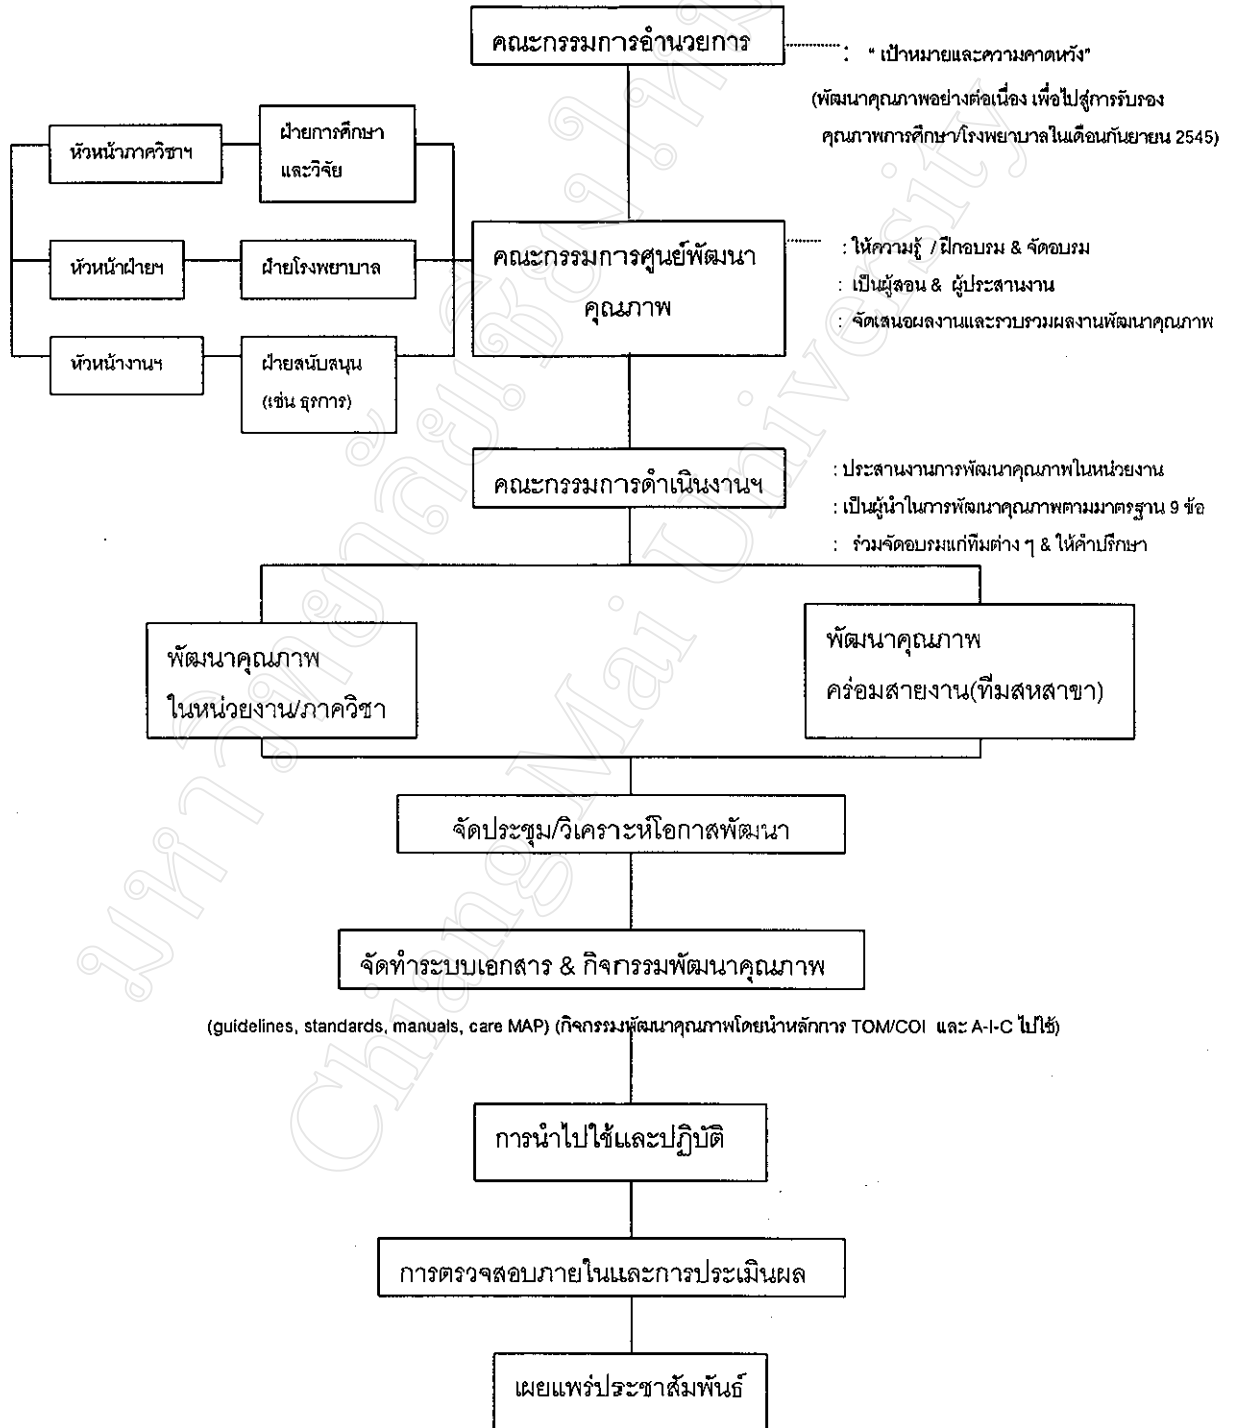 คณะกรรมการอำนวยการ
: " เป้าหมายและความคาดหวัง"
(พัฒนาคุณภาพอย่างต่อเนื่อง เพื่อไปสู่การรับรอง
คุณภาพการศึกษา/โรงพยาบาลในเดือนกันยายน 2545)
หัวหน้าภาควิชาฯ
ฝ่ายการศึกษา
และวิจัย
หัวหน้าฝ่ายฯ
ฝ่ายโรงพยาบาล
หัวหน้างานฯ
ฝ่ายสนับสนุน
(เช่น ธุรการ)
คณะกรรมการศูนย์พัฒนา
คุณภาพ
: ให้ความรู้ / ฝึกอบรม & จัดอบรม
: เป็นผู้สอน & ผู้ประสานงาน
: จัดเสนอผลงานและรวบรวมผลงานพัฒนาคุณภาพ
คณะกรรมการดำเนินงานฯ
: ประสานงานการพัฒนาคุณภาพในหน่วยงาน
: เป็นผู้นำในการพัฒนาคุณภาพตามมาตรฐาน 9 ข้อ
: ร่วมจัดอบรมแก่ทีมต่าง ๆ & ให้คำปรึกษา
พัฒนาคุณภาพ
ในหน่วยงาน/ภาควิชา
พัฒนาคุณภาพ
คร่อมสายงาน(ทีมสหสาขา)
จัดประชุม/วิเคราะห์โอกาสพัฒนา
จัดทำระบบเอกสาร & กิจกรรมพัฒนาคุณภาพ
(guidelines, standards, manuals, care MAP) (กิจกรรมพัฒนาคุณภาพโดยนำหลักการ TOM/COI และ A-I-C ไปใช้)
การนำไปใช้และปฏิบัติ
การตรวจสอบภายในและการประเมินผล
เผยแพร่ประชาสัมพันธ์
มหาวิทยาลัยเชียงใหม่
Chiang Mai University